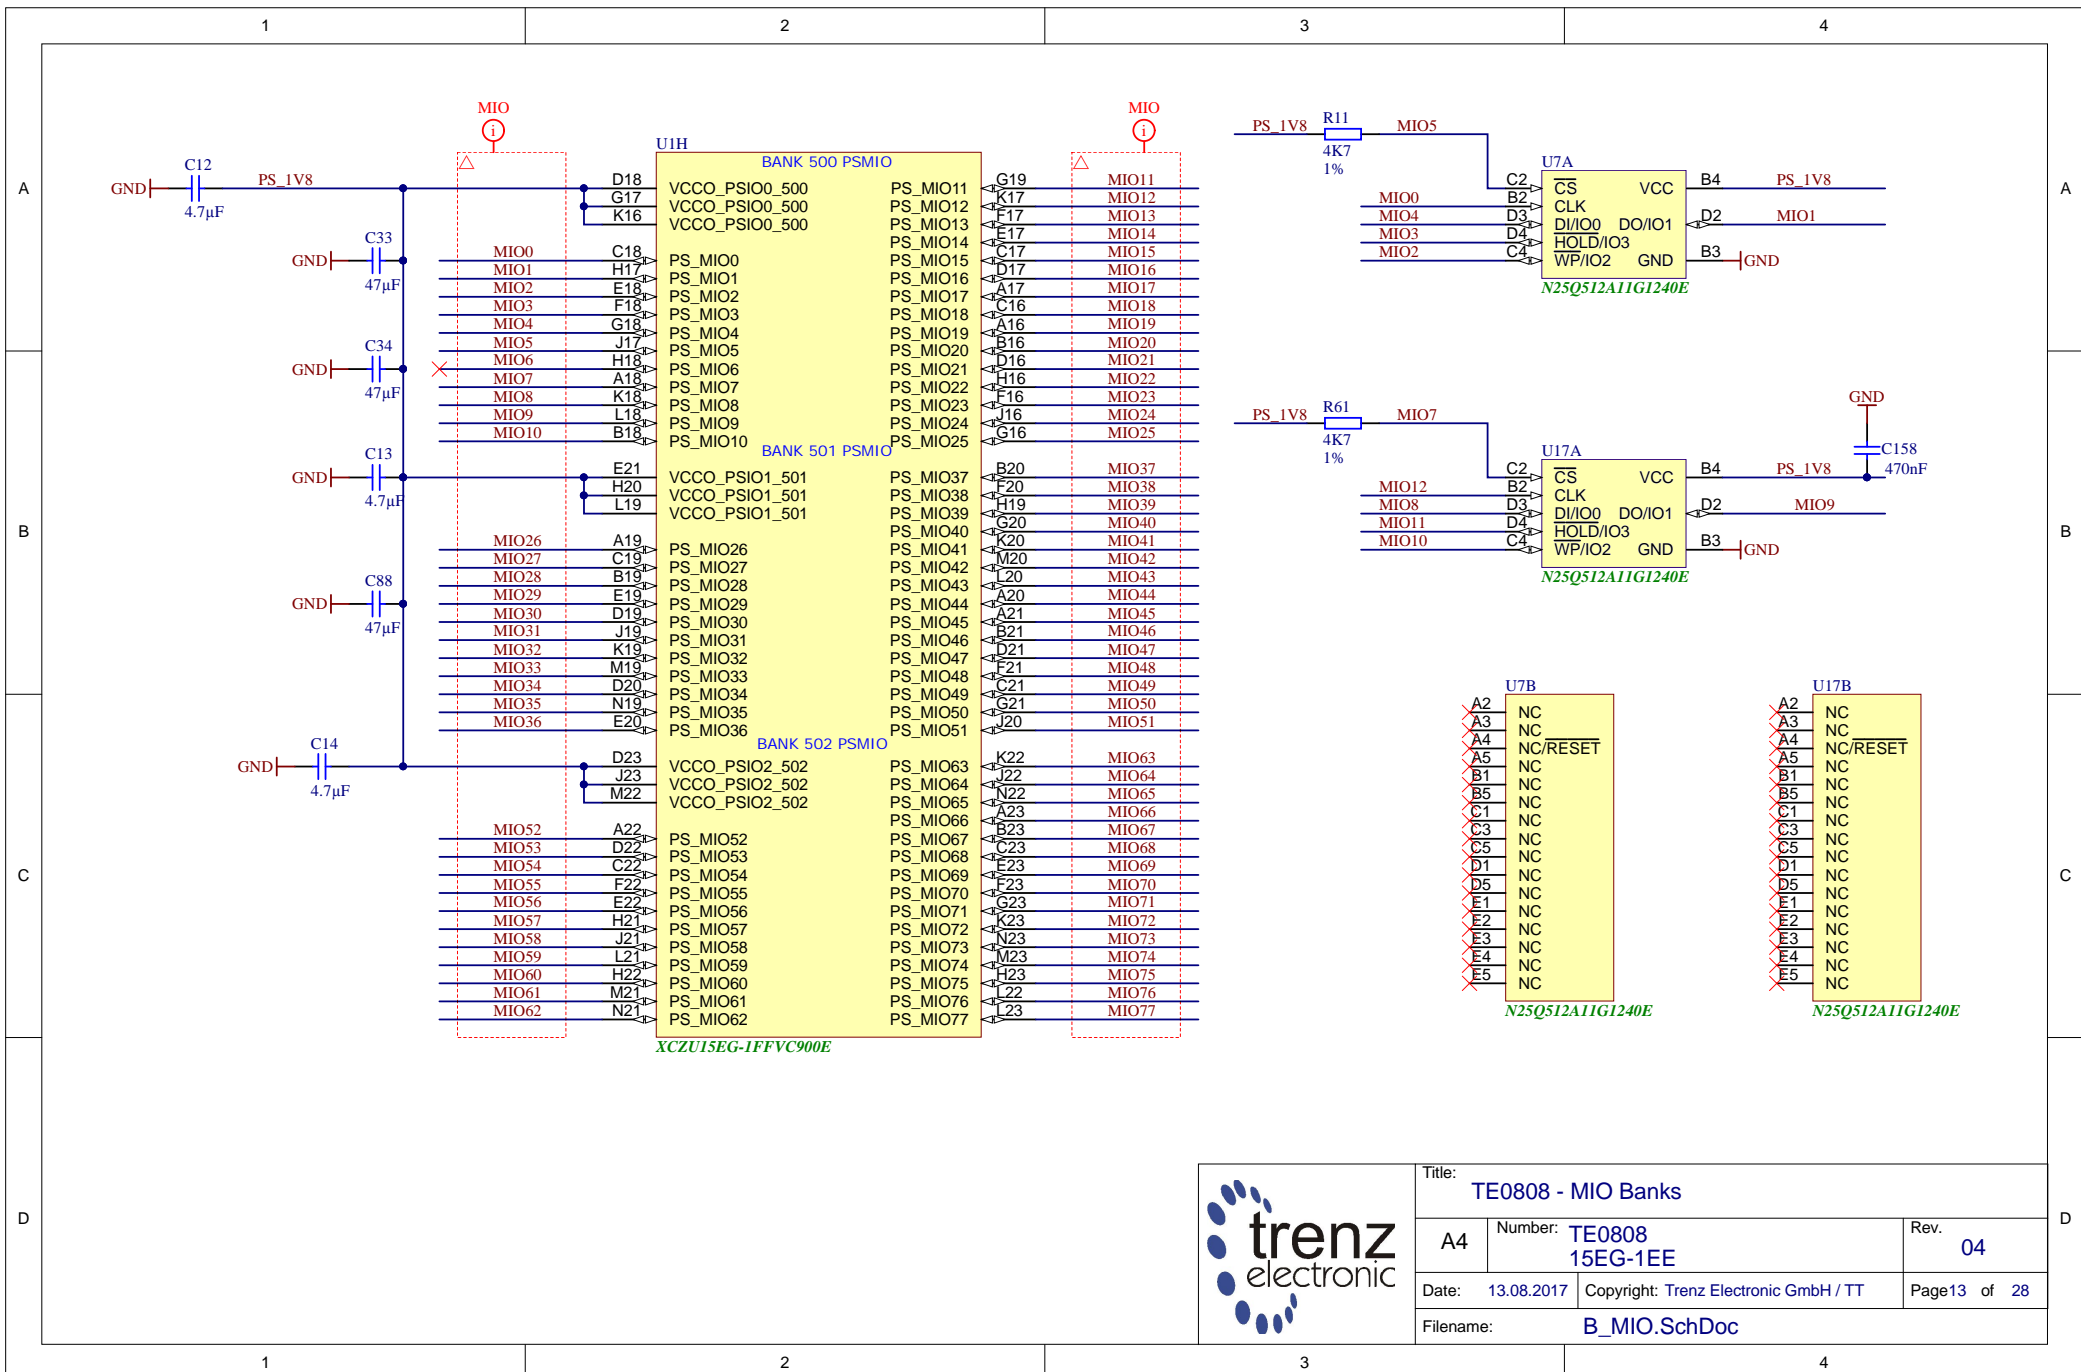 1 2 3 4
A A
B B
C C
D D
1 2 3 4
MIO
i
MIO
i
C12
GND PS_1V8
4.7µF
C33
GND
47µF
C34
GND
47µF
C13
GND
4.7µF
C88
GND
47µF
C14
GND
4.7µF
U1H
BANK 500 PSMIO
D18 VCCO_PSIO0_500
G17 VCCO_PSIO0_500
K16 VCCO_PSIO0_500
MIO0 C18 PS_MIO0
MIO1 H17 PS_MIO1
MIO2 E18 PS_MIO2
MIO3 F18 PS_MIO3
MIO4 G18 PS_MIO4
MIO5 J17 PS_MIO5
MIO6 H18 PS_MIO6
MIO7 A18 PS_MIO7
MIO8 K18 PS_MIO8
MIO9 L18 PS_MIO9
MIO10 B18 PS_MIO10
PS_MIO11 G19 MIO11
PS_MIO12 K17 MIO12
PS_MIO13 F17 MIO13
PS_MIO14 E17 MIO14
PS_MIO15 C17 MIO15
PS_MIO16 D17 MIO16
PS_MIO17 A17 MIO17
PS_MIO18 C16 MIO18
PS_MIO19 A16 MIO19
PS_MIO20 B16 MIO20
PS_MIO21 D16 MIO21
PS_MIO22 H16 MIO22
PS_MIO23 F16 MIO23
PS_MIO24 J16 MIO24
PS_MIO25 G16 MIO25
BANK 501 PSMIO
E21 VCCO_PSIO1_501
H20 VCCO_PSIO1_501
L19 VCCO_PSIO1_501
MIO26 A19 PS_MIO26
MIO27 C19 PS_MIO27
MIO28 B19 PS_MIO28
MIO29 E19 PS_MIO29
MIO30 D19 PS_MIO30
MIO31 J19 PS_MIO31
MIO32 K19 PS_MIO32
MIO33 M19 PS_MIO33
MIO34 D20 PS_MIO34
MIO35 N19 PS_MIO35
MIO36 E20 PS_MIO36
PS_MIO37 B20 MIO37
PS_MIO38 F20 MIO38
PS_MIO39 H19 MIO39
PS_MIO40 G20 MIO40
PS_MIO41 K20 MIO41
PS_MIO42 M20 MIO42
PS_MIO43 L20 MIO43
PS_MIO44 A20 MIO44
PS_MIO45 A21 MIO45
PS_MIO46 B21 MIO46
PS_MIO47 D21 MIO47
PS_MIO48 F21 MIO48
PS_MIO49 C21 MIO49
PS_MIO50 G21 MIO50
PS_MIO51 J20 MIO51
BANK 502 PSMIO
D23 VCCO_PSIO2_502
J23 VCCO_PSIO2_502
M22 VCCO_PSIO2_502
MIO52 A22 PS_MIO52
MIO53 D22 PS_MIO53
MIO54 C22 PS_MIO54
MIO55 F22 PS_MIO55
MIO56 E22 PS_MIO56
MIO57 H21 PS_MIO57
MIO58 J21 PS_MIO58
MIO59 L21 PS_MIO59
MIO60 H22 PS_MIO60
MIO61 M21 PS_MIO61
MIO62 N21 PS_MIO62
PS_MIO63 K22 MIO63
PS_MIO64 J22 MIO64
PS_MIO65 N22 MIO65
PS_MIO66 A23 MIO66
PS_MIO67 B23 MIO67
PS_MIO68 C23 MIO68
PS_MIO69 E23 MIO69
PS_MIO70 F23 MIO70
PS_MIO71 G23 MIO71
PS_MIO72 K23 MIO72
PS_MIO73 N23 MIO73
PS_MIO74 M23 MIO74
PS_MIO75 H23 MIO75
PS_MIO76 L22 MIO76
PS_MIO77 L23 MIO77
XCZU15EG-1FFVC900E
PS_1V8 R11 MIO5
4K7
1%
U7A
C2 CS VCC B4 PS_1V8
MIO0 B2 CLK
MIO4 D3 DI/IO0 DO/IO1 D2 MIO1
MIO3 D4 HOLD/IO3
MIO2 C4 WP/IO2 GND B3 GND
N25Q512A11G1240E
PS_1V8 R61 MIO7
4K7
1%
GND
C158
470nF
U17A
C2 CS VCC B4 PS_1V8
MIO12 B2 CLK
MIO8 D3 DI/IO0 DO/IO1 D2 MIO9
MIO11 D4 HOLD/IO3
MIO10 C4 WP/IO2 GND B3 GND
N25Q512A11G1240E
U7B
A2 NC
A3 NC
A4 NC/RESET
A5 NC
B1 NC
B5 NC
C1 NC
C3 NC
C5 NC
D1 NC
D5 NC
E1 NC
E2 NC
E3 NC
E4 NC
E5 NC
N25Q512A11G1240E
U17B
A2 NC
A3 NC
A4 NC/RESET
A5 NC
B1 NC
B5 NC
C1 NC
C3 NC
C5 NC
D1 NC
D5 NC
E1 NC
E2 NC
E3 NC
E4 NC
E5 NC
N25Q512A11G1240E
trenz
electronic
Title:
TE0808 - MIO Banks
A4 Number: TE0808
15EG-1EE
Rev.
04
Date: 13.08.2017 Copyright: Trenz Electronic GmbH / TT Page13 of 28
Filename: B_MIO.SchDoc